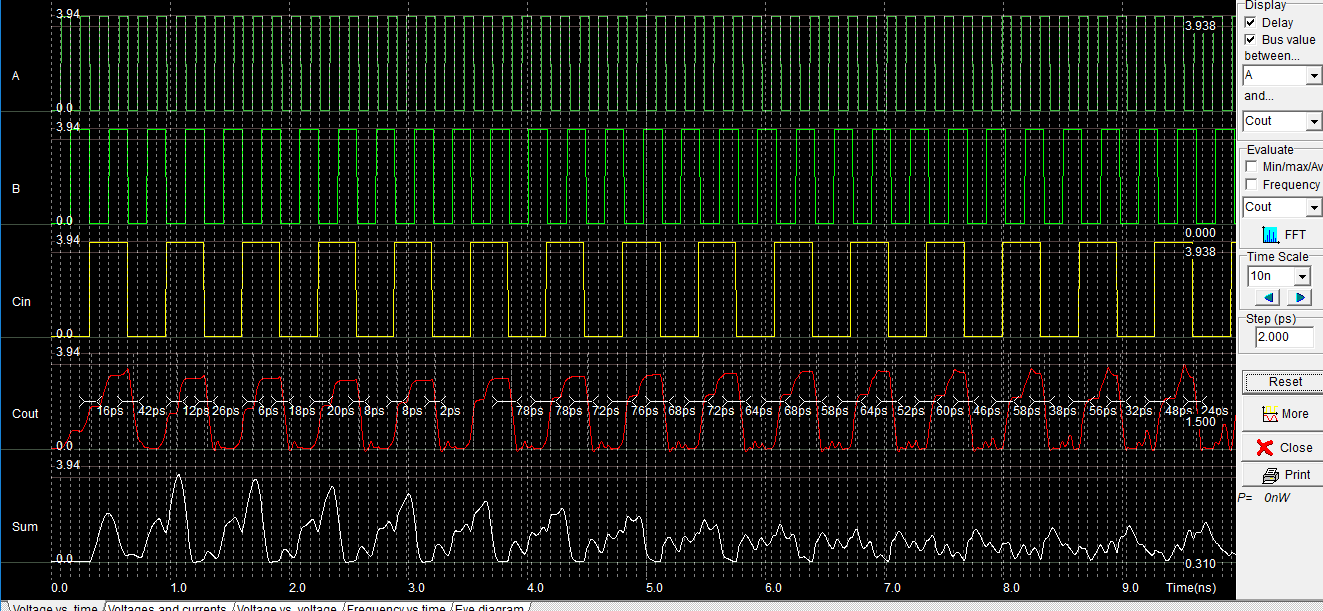 3.94
3.938
A
0.0
3.94
B
0.0
0.000
3.94
3.938
Cin
0.0
3.94
16ps 42ps 12ps 26ps 6ps 18ps 20ps 8ps 8ps 2ps 78ps 78ps 72ps 76ps 68ps 72ps 64ps 68ps 58ps 64ps 52ps 60ps 46ps 58ps 38ps 56ps 32ps 48ps 24ps
Cout
1.500
0.0
3.94
Sum
0.0
0.310
0.0 1.0 2.0 3.0 4.0 5.0 6.0 7.0 8.0 9.0 Time(ns)
Voltage vs. time Voltages and currents Voltage vs. voltage Frequency vs time Eye diagram
Display
Delay
Bus value
between...
A
and...
Cout
Evaluate
Min/max/Av
Frequency
Cout
FFT
Time Scale
10n
Step (ps)
2.000
Reset
More
Close
Print
P= 0nW